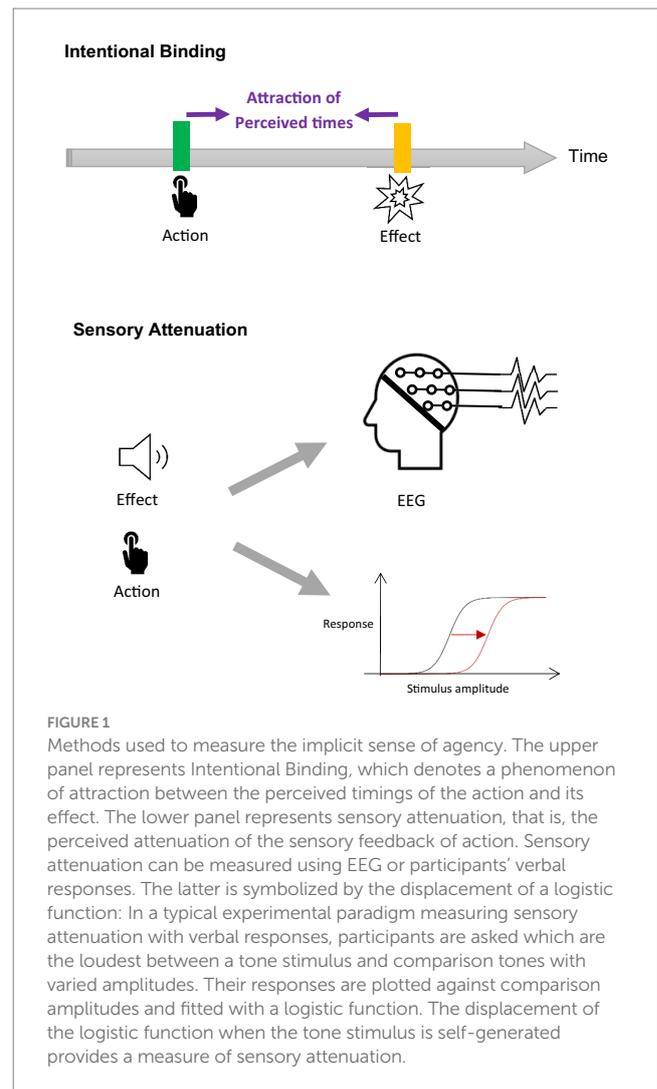 Intentional Binding
Attraction of
Perceived times
Time
Action
Effect
Sensory Attenuation
Effect
EEG
Action
Response
Stimulus amplitude
FIGURE 1
Methods used to measure the implicit sense of agency. The upper
panel represents Intentional Binding, which denotes a phenomenon
of attraction between the perceived timings of the action and its
effect. The lower panel represents sensory attenuation, that is, the
perceived attenuation of the sensory feedback of action. Sensory
attenuation can be measured using EEG or participants’ verbal
responses. The latter is symbolized by the displacement of a logistic
function: In a typical experimental paradigm measuring sensory
attenuation with verbal responses, participants are asked which are
the loudest between a tone stimulus and comparison tones with
varied amplitudes. Their responses are plotted against comparison
amplitudes and fitted with a logistic function. The displacement of
the logistic function when the tone stimulus is self-generated
provides a measure of sensory attenuation.